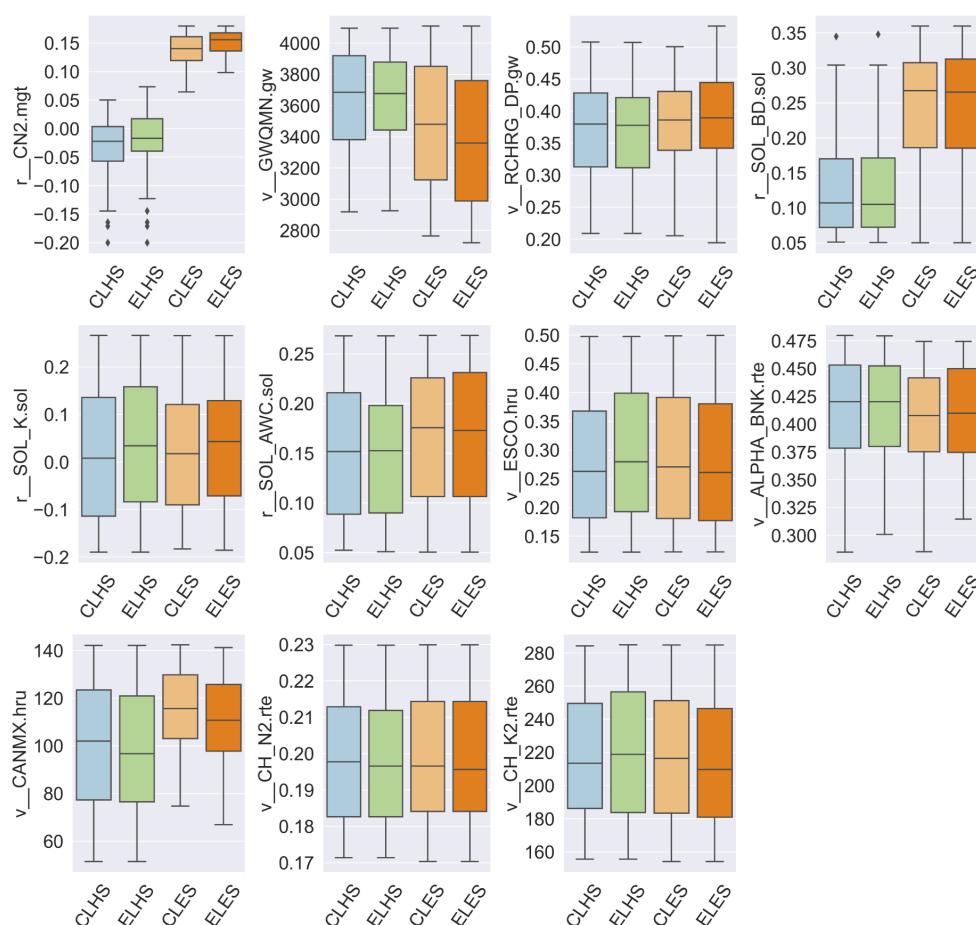 r__CN2.mgt
0.15
0.10
0.05
0.00
−0.05
−0.10
−0.15
−0.20
CLHS
ELHS
CLES
ELES
v__GWQMN.gw
4000
3800
3600
3400
3200
3000
2800
CLHS
ELHS
CLES
ELES
v__RCHRG_DP.gw
0.50
0.45
0.40
0.35
0.30
0.25
0.20
CLHS
ELHS
CLES
ELES
r__SOL_BD.sol
0.35
0.30
0.25
0.20
0.15
0.10
0.05
CLHS
ELHS
CLES
ELES
r__SOL_K.sol
0.2
0.1
0.0
−0.1
−0.2
CLHS
ELHS
CLES
ELES
r__SOL_AWC.sol
0.25
0.20
0.15
0.10
0.05
CLHS
ELHS
CLES
ELES
v__ESCO.hru
0.50
0.45
0.40
0.35
0.30
0.25
0.20
0.15
CLHS
ELHS
CLES
ELES
v__ALPHA_BNK.rte
0.475
0.450
0.425
0.400
0.375
0.350
0.325
0.300
CLHS
ELHS
CLES
ELES
v__CANMX.hru
140
120
100
80
60
CLHS
ELHS
CLES
ELES
v__CH_N2.rte
0.23
0.22
0.21
0.20
0.19
0.18
0.17
CLHS
ELHS
CLES
ELES
v__CH_K2.rte
280
260
240
220
200
180
160
CLHS
ELHS
CLES
ELES